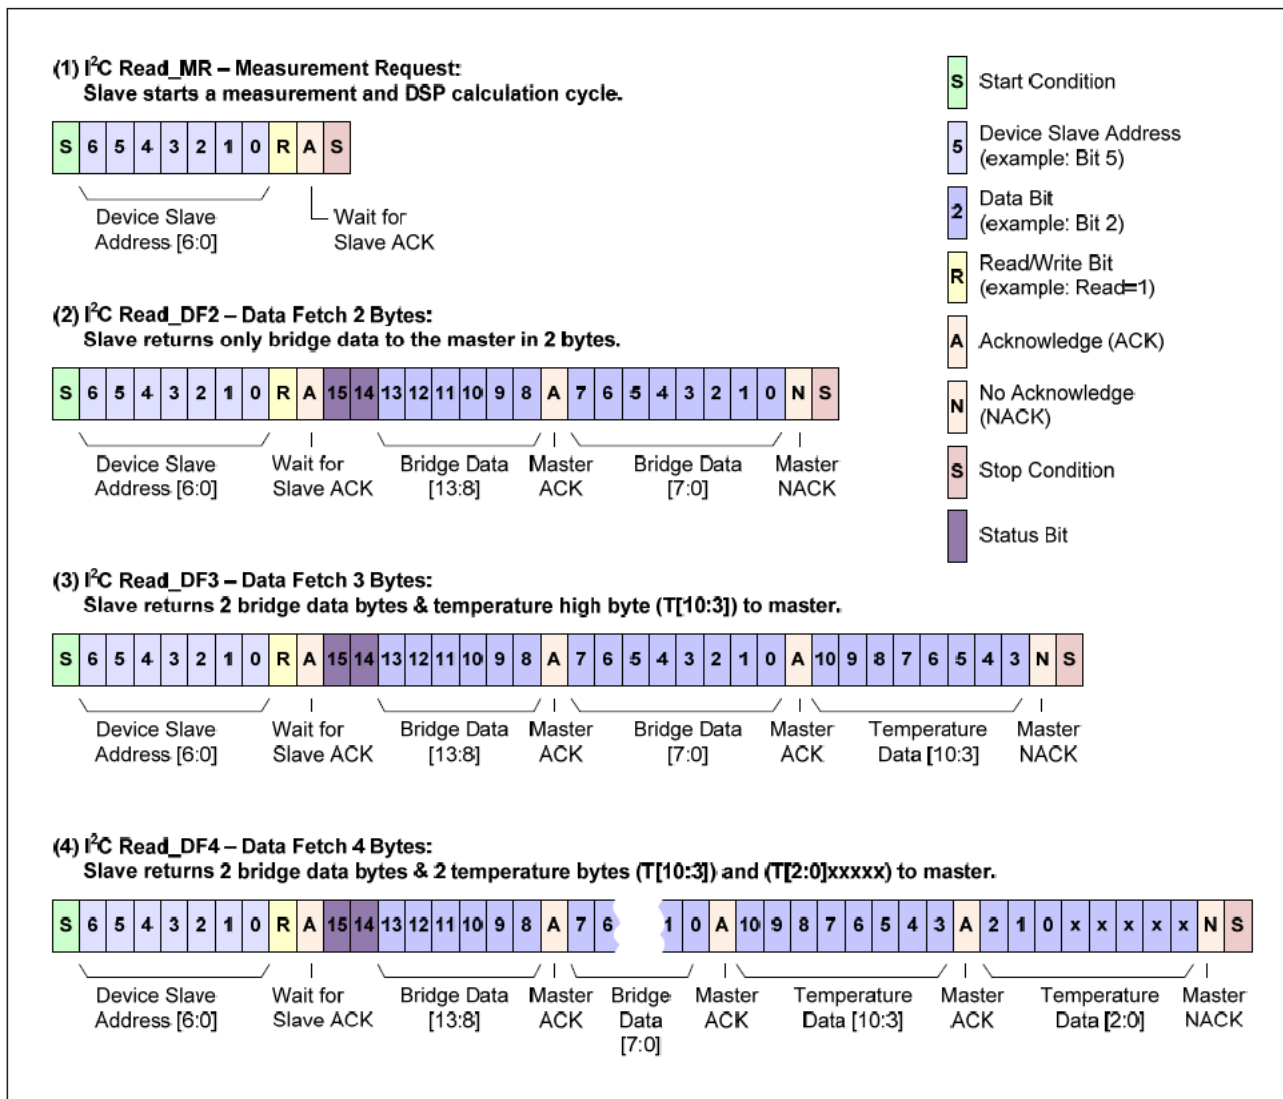 (1) I²C Read_MR – Measurement Request:
Slave starts a measurement and DSP calculation cycle.
S 6 5 4 3 2 1 0 R A S
Device Slave
Address [6:0]
Wait for
Slave ACK
(2) I²C Read_DF2 – Data Fetch 2 Bytes:
Slave returns only bridge data to the master in 2 bytes.
S 6 5 4 3 2 1 0 R A 15 14 13 12 11 10 9 8 A 7 6 5 4 3 2 1 0 N S
Device Slave
Address [6:0]
Wait for
Slave ACK
Bridge Data
[13:8]
Master
ACK
Bridge Data
[7:0]
Master
NACK
(3) I²C Read_DF3 – Data Fetch 3 Bytes:
Slave returns 2 bridge data bytes & temperature high byte (T[10:3]) to master.
S 6 5 4 3 2 1 0 R A 15 14 13 12 11 10 9 8 A 7 6 5 4 3 2 1 0 A 10 9 8 7 6 5 4 3 N S
Device Slave
Address [6:0]
Wait for
Slave ACK
Bridge Data
[13:8]
Master
ACK
Bridge Data
[7:0]
Master
ACK
Temperature
Data [10:3]
Master
NACK
(4) I²C Read_DF4 – Data Fetch 4 Bytes:
Slave returns 2 bridge data bytes & 2 temperature bytes (T[10:3]) and (T[2:0]xxxxx) to master.
S 6 5 4 3 2 1 0 R A 15 14 13 12 11 10 9 8 A 7 6 1 0 A 10 9 8 7 6 5 4 3 A 2 1 0 x x x x x N S
Device Slave
Address [6:0]
Wait for
Slave ACK
Bridge Data
[13:8]
Master
ACK
Bridge
Data
[7:0]
Master
ACK
Temperature
Data [10:3]
Master
ACK
Temperature
Data [2:0]
Master
NACK
S Start Condition
5 Device Slave Address
(example: Bit 5)
2 Data Bit
(example: Bit 2)
R Read/Write Bit
(example: Read=1)
A Acknowledge (ACK)
N No Acknowledge
(NACK)
S Stop Condition
Status Bit